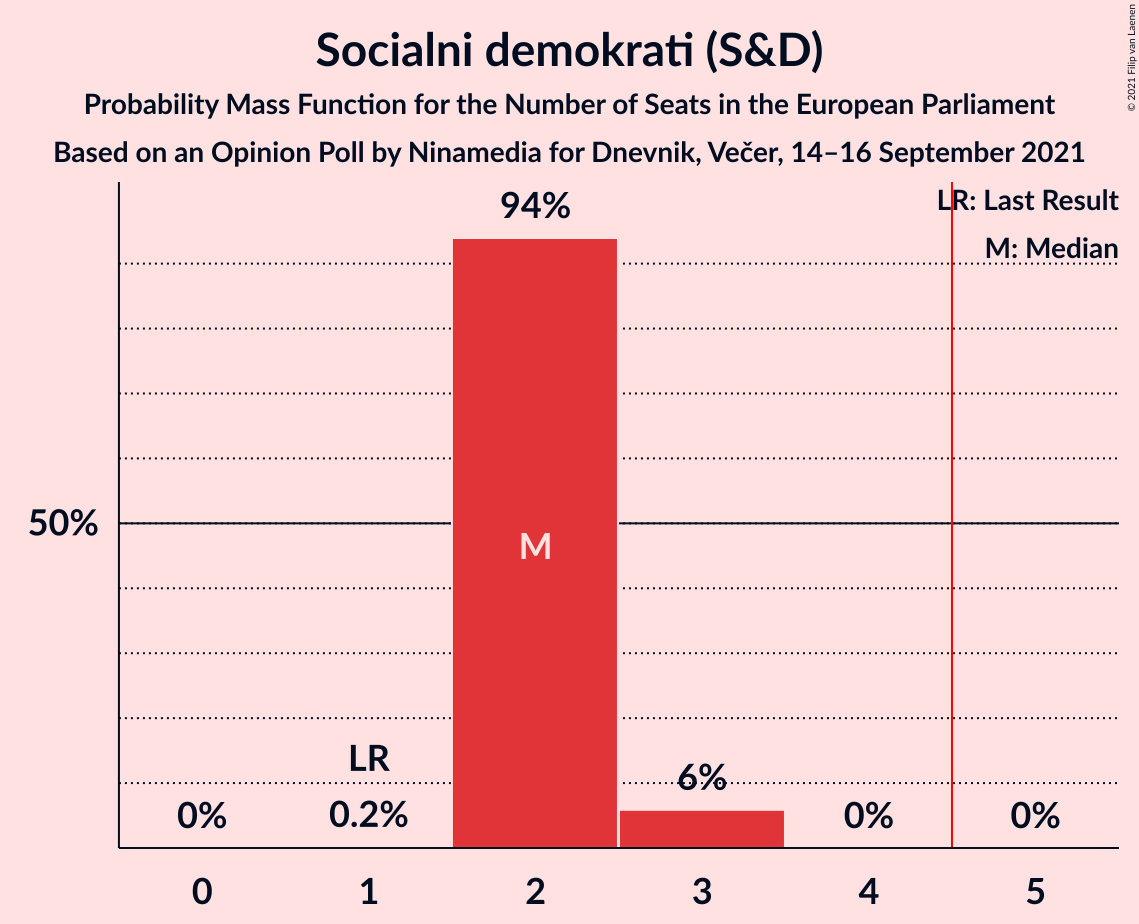 Socialni demokrati (S&D)
Probability Mass Function for the Number of Seats in the European Parliament
Based on an Opinion Poll by Ninamedia for Dnevnik, Večer, 14–16 September 2021
© 2021 Filip van Laenen
LR: Last Result
M: Median
94%
50%
M
LR
6%
0%
0.2%
0%
0%
0
1
2
3
4
5